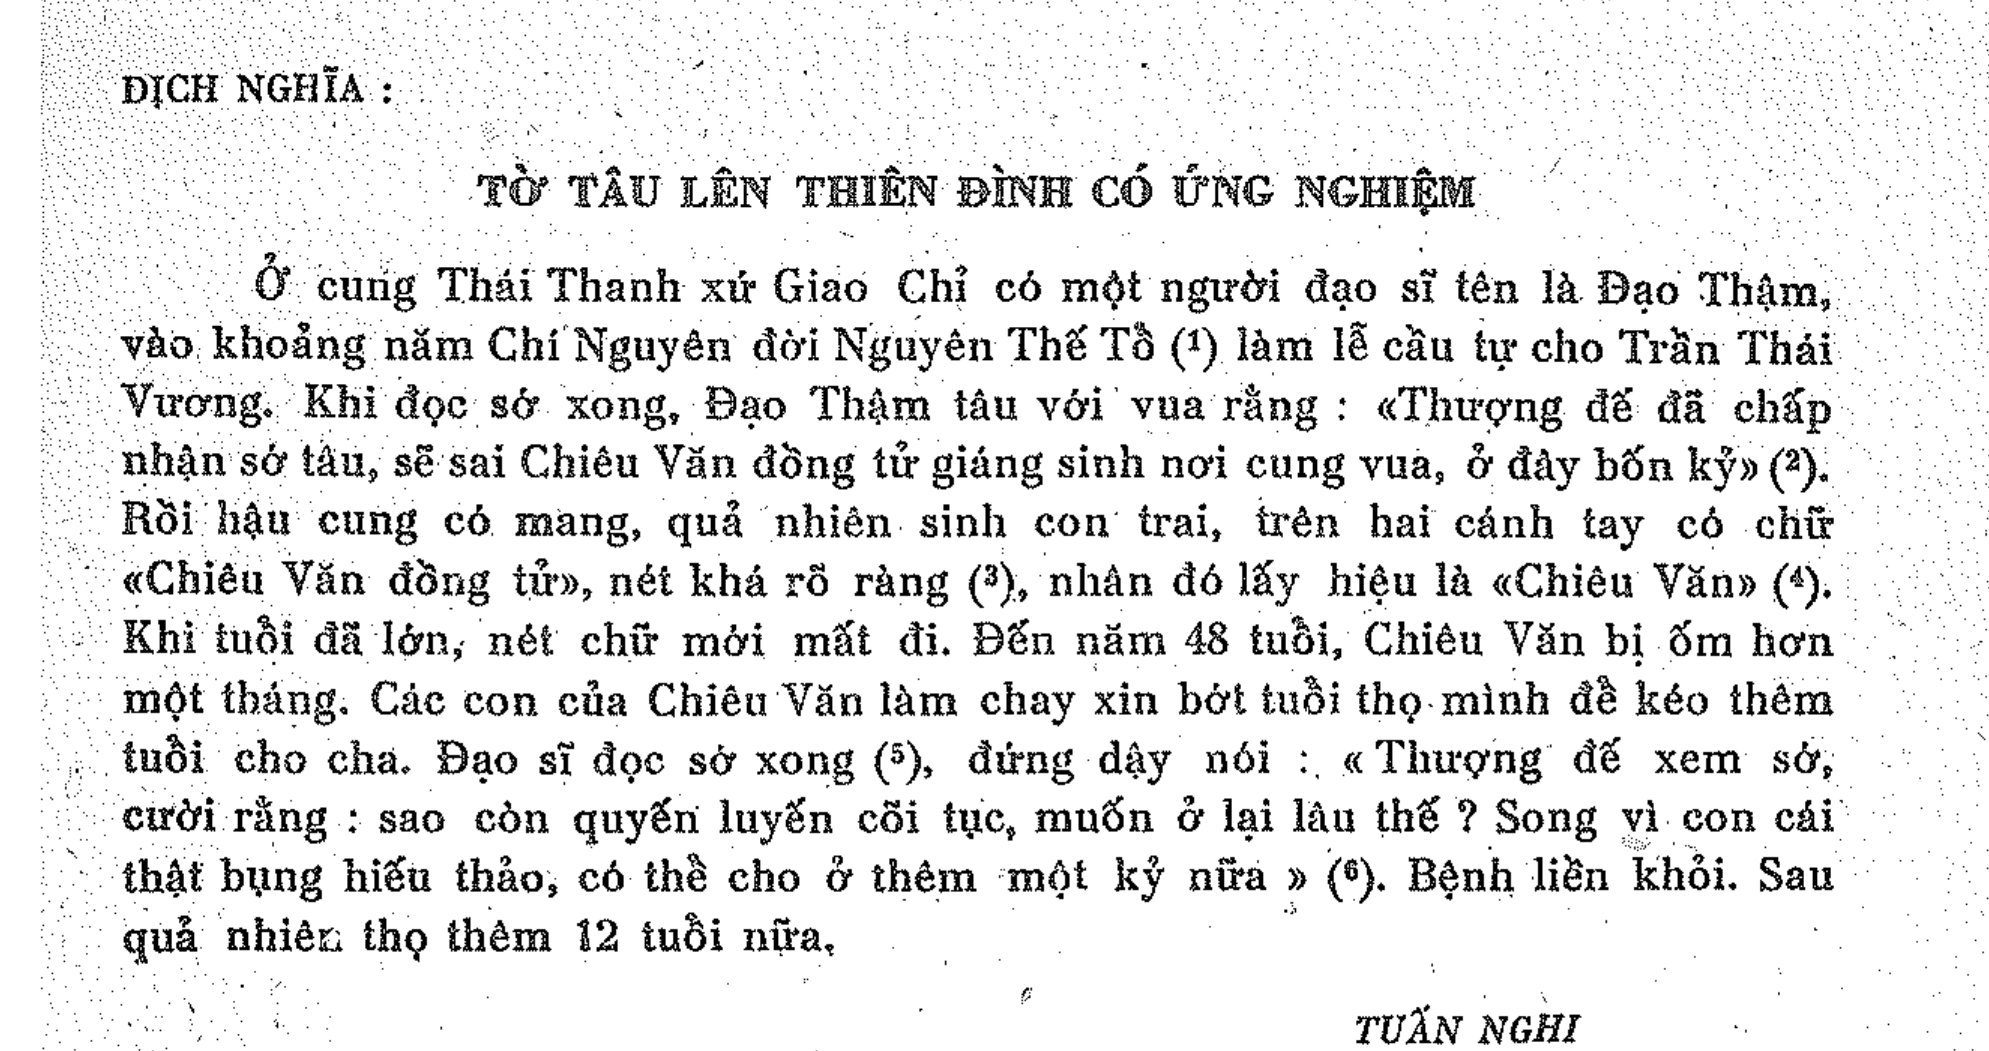 DỊCH NGHĨA :
TỜ TÂU LÊN THIÊN ĐÌNH CÓ ỨNG NGHIỆM
Ở cung Thái Thanh xứ Giao Chỉ có một người đạo sĩ tên là Đạo Thậm,
vào khoảng năm Chí Nguyên đời Nguyên Thế Tổ (¹) làm lễ cầu tự cho Trần Thái
Vương. Khi đọc sớ xong, Đạo Thậm tâu với vua rằng : «Thượng đế đã chấp
nhận sớ tâu, sẽ sai Chiêu Văn đồng tử giáng sinh nơi cung vua, ở đây bốn kỷ» (²).
Rồi hậu cung có mang, quả nhiên sinh con trai, trên hai cánh tay có chữ
«Chiêu Văn đồng tử», nét khá rõ ràng (³), nhân đó lấy hiệu là «Chiêu Văn» (⁴).
Khi tuổi đã lớn, nét chữ mới mất đi. Đến năm 48 tuổi, Chiêu Văn bị ốm hơn
một tháng. Các con của Chiêu Văn làm chay xin bớt tuổi thọ mình để kéo thêm
tuổi cho cha. Đạo sĩ đọc sớ xong (⁵), đứng dậy nói : « Thượng đế xem sớ,
cười rằng : sao còn quyến luyến cõi tục, muốn ở lại lâu thế ? Song vì con cái
thật bụng hiếu thảo, có thể cho ở thêm một kỷ nữa » (⁶). Bệnh liền khỏi. Sau
quả nhiên thọ thêm 12 tuổi nữa.
TUẤN NGHI